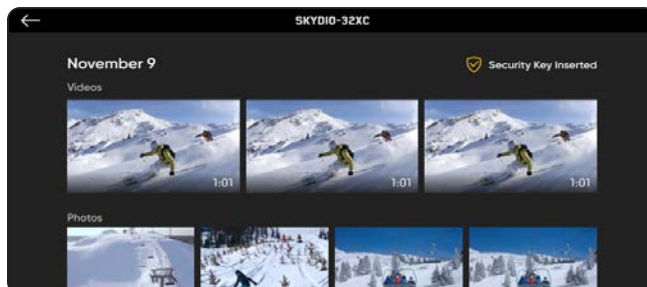 SKYDIO-32XC
November 9
Security Key Inserted
Videos
1:01
1:01
1:01
Photos